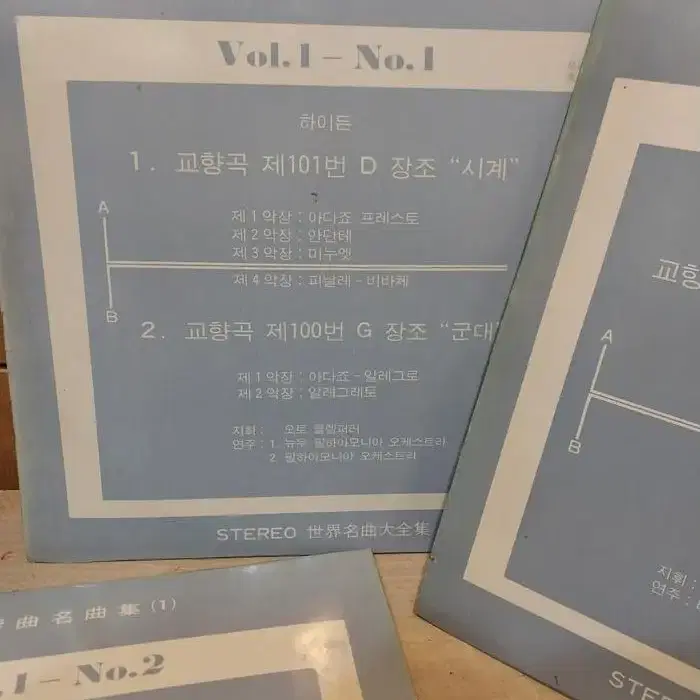 Vol.1 – No.1
하이든
1. 교향곡 제101번 D 장조 “시계”
A
제1악장 : 아다죠 프레스토
제2악장 : 안단테
제3악장 : 미누엣
제4악장 : 피날레 – 비바체
B
2. 교향곡 제100번 G 장조 “군대
제1악장 : 아다죠 – 알레그로
제2악장 : 알레그레토
지휘 : 오토 클렘퍼러
연주 : 1. 뉴우 필하아모니아 오케스트라
2. 필하아모니아 오케스트라
STEREO 世界名曲大全集
교향
A
B
지휘 :
연주 :
STE
曲名曲集(1)
.1 – No.2